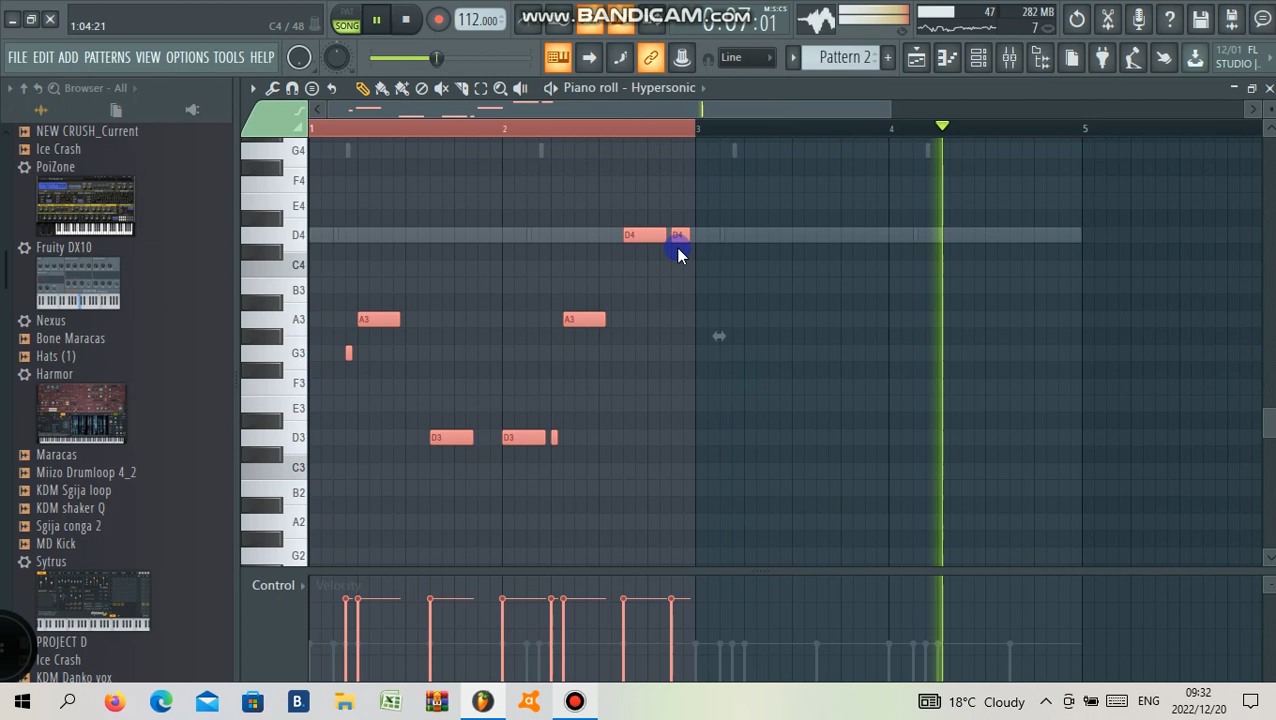 1:04:21
C4 / 48
PAT
SONG
112.000
www.BANDICAM.com
0:07:01
47
282 MB
7
FILE EDIT ADD PATTERNS VIEW OPTIONS TOOLS HELP
Line
Pattern 2
12/01 FL
STUDIO |
Browser - All
Piano roll - Hypersonic
NEW CRUSH_Current
Ice Crash
PoiZone
Fruity DX10
Nexus
Bone Maracas
Hats (1)
Harmor
Maracas
Miizo Drumloop 4_2
KDM Sgija loop
KDM shaker Q
Sgija conga 2
MD Kick
Sytrus
PROJECT D
Ice Crash
KDM Danko vox
1 2 3 4 5
G4
F4
E4
D4
C4
B3
A3
G3
F3
E3
D3
C3
B2
A2
G2
D4 D4
A3 A3
D3 D3
Control
Velocity
B.
18°C Cloudy
ENG
09:32
2022/12/20